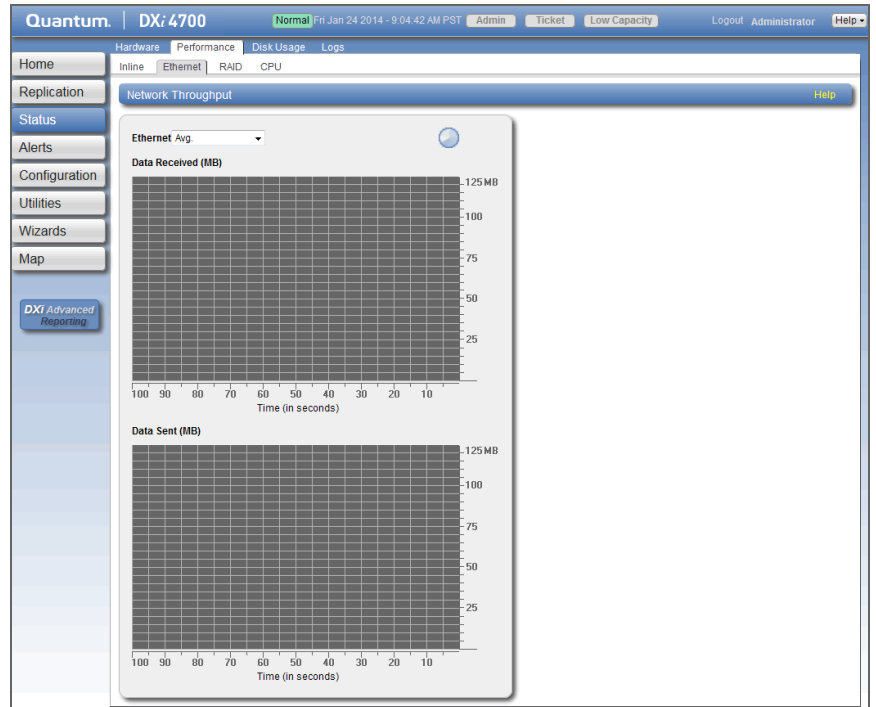 Quantum. DXi 4700 Normal Fri Jan 24 2014 - 9:04:42 AM PST Admin Ticket Low Capacity Logout Administrator Help
Hardware Performance Disk Usage Logs
Inline Ethernet RAID CPU
Home
Replication
Status
Alerts
Configuration
Utilities
Wizards
Map
DXi Advanced
Reporting
Network Throughput Help
Ethernet Avg.
Data Received (MB)
125 MB
100
75
50
25
100 90 80 70 60 50 40 30 20 10
Time (in seconds)
Data Sent (MB)
125 MB
100
75
50
25
100 90 80 70 60 50 40 30 20 10
Time (in seconds)